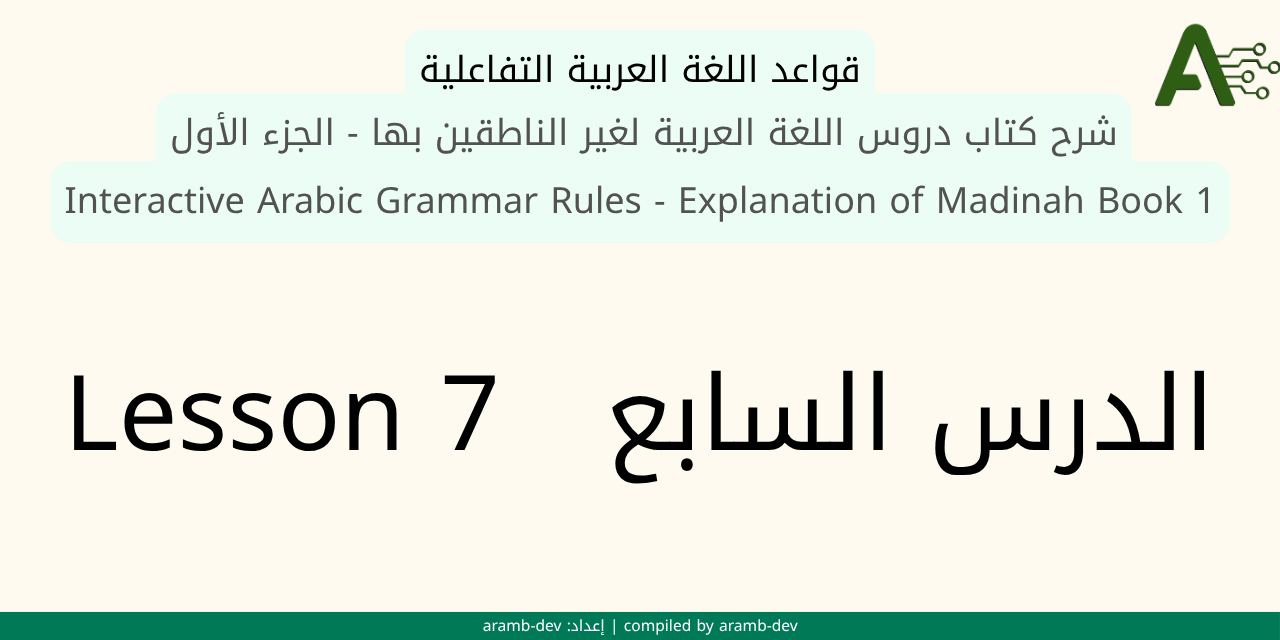 قواعد اللغة العربية التفاعلية
شرح كتاب دروس اللغة العربية لغير الناطقين بها - الجزء الأول
Interactive Arabic Grammar Rules - Explanation of Madinah Book 1
الدرس السابع Lesson 7
إعداد: aramb-dev | compiled by aramb-dev